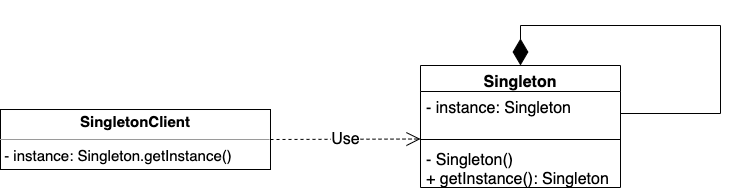 Singleton
- instance: Singleton
- Singleton()
+ getInstance(): Singleton
Use
SingletonClient
- instance: Singleton.getInstance()